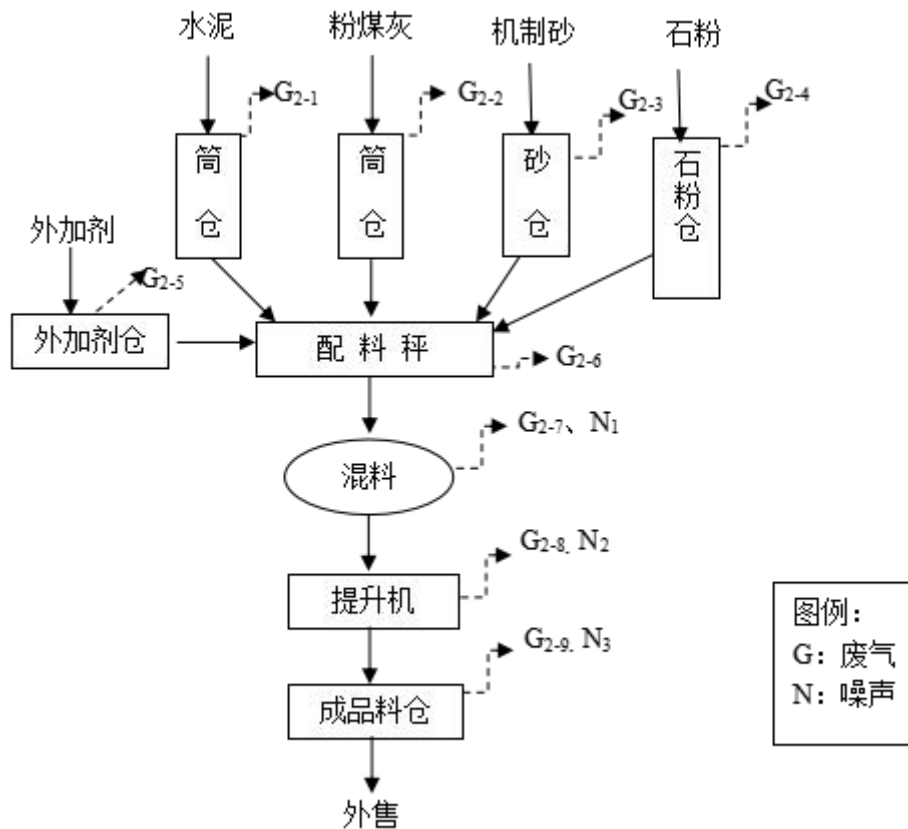 水泥
粉煤灰
机制砂
石粉
G2-1
G2-2
G2-3
G2-4
筒仓
筒仓
砂仓
石粉仓
外加剂
G2-5
外加剂仓
配料秤
G2-6
混料
G2-7、N1
提升机
G2-8. N2
成品料仓
G2-9. N3
外售
图例：
G：废气
N：噪声